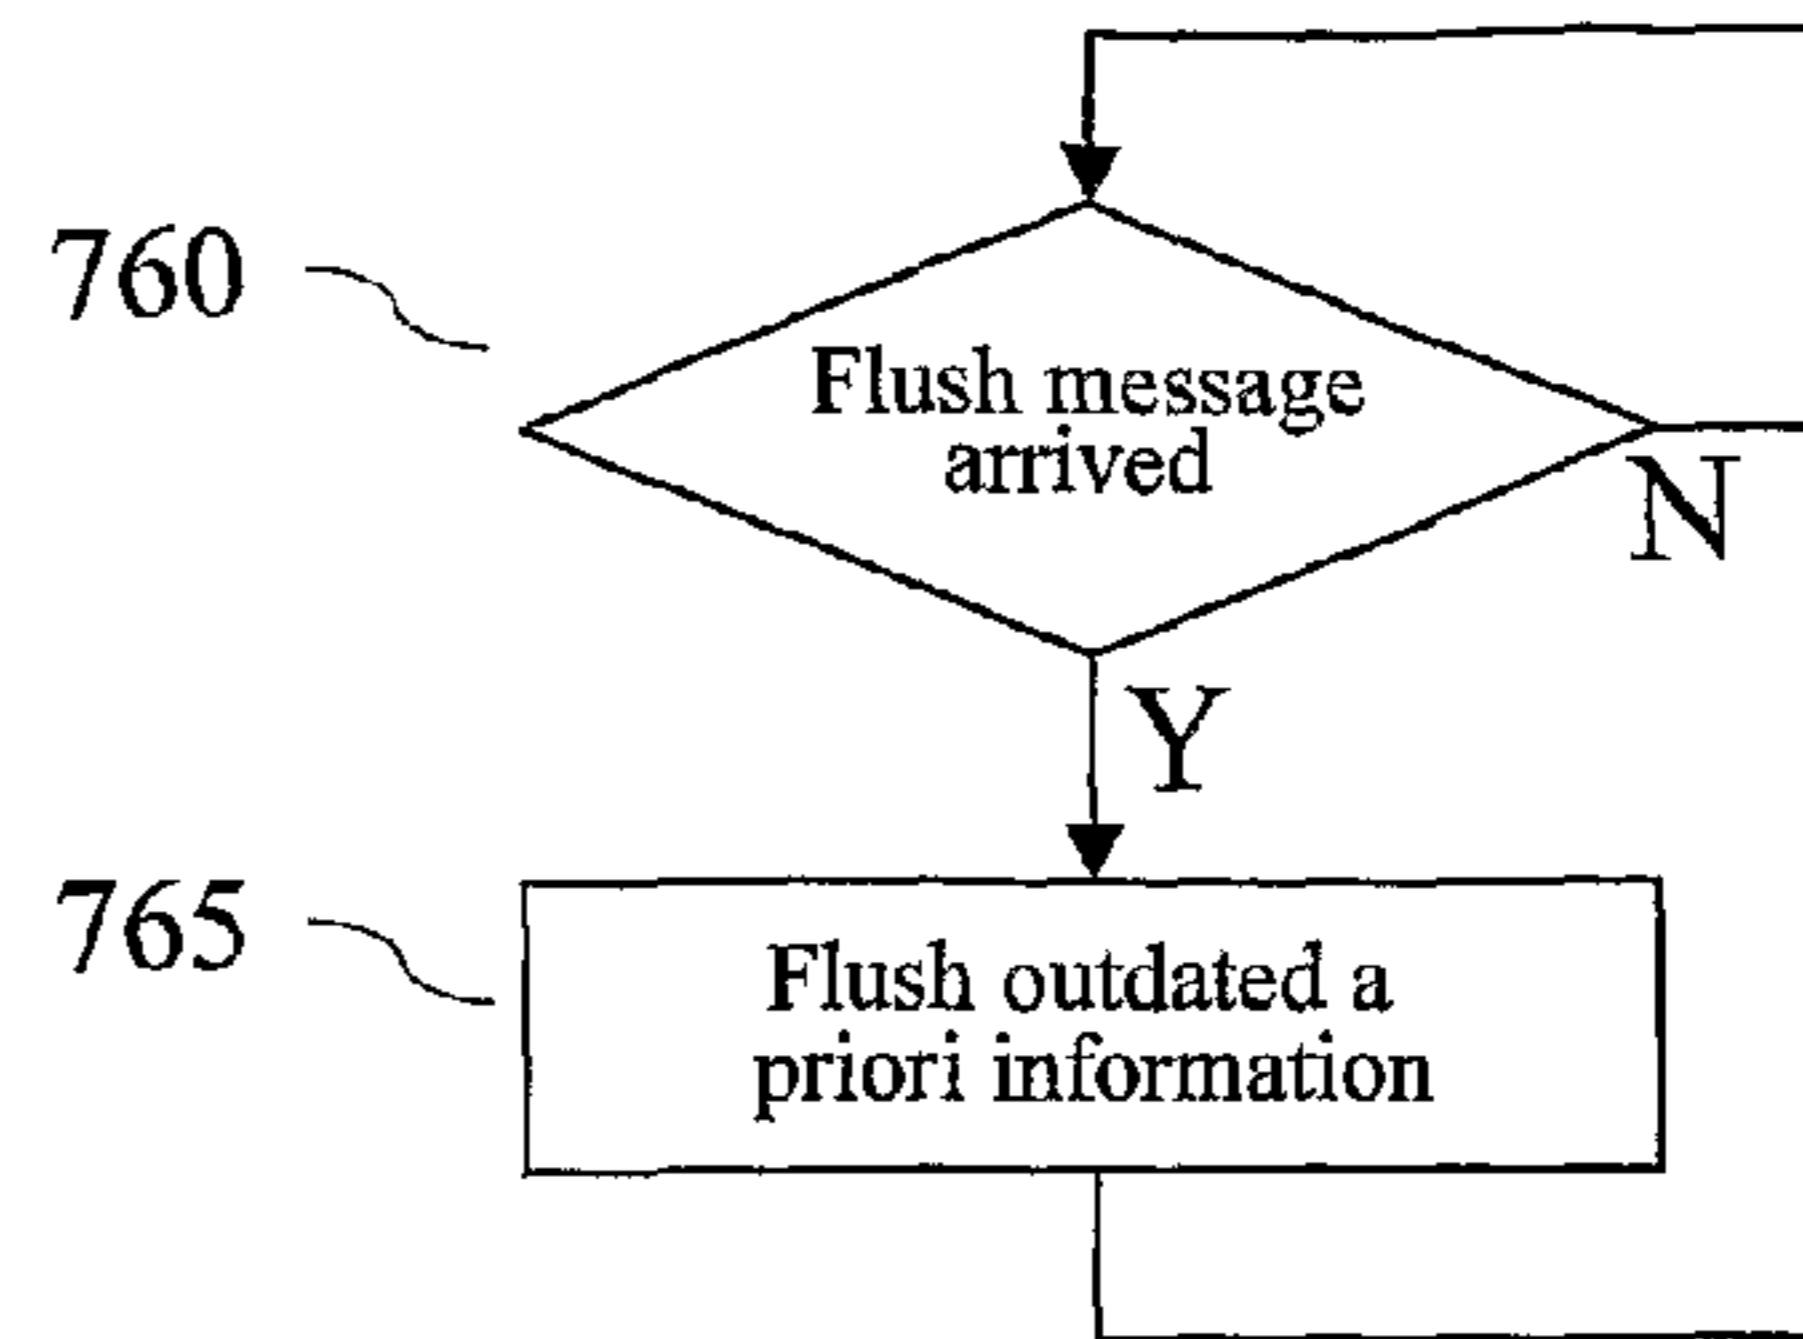 760
Flush message
arrived
N
Y
765
Flush outdated a
priori information